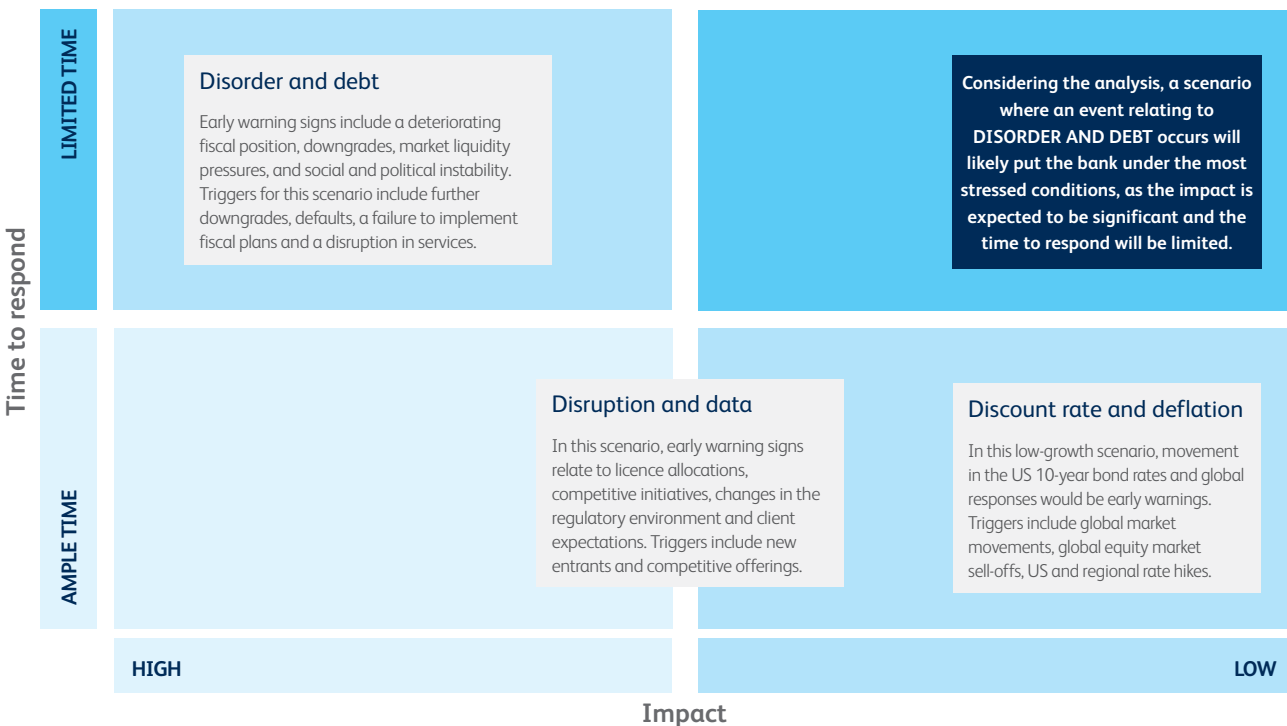 Time to respond
LIMITED TIME
Disorder and debt
Early warning signs include a deteriorating
fiscal position, downgrades, market liquidity
pressures, and social and political instability.
Triggers for this scenario include further
downgrades, defaults, a failure to implement
fiscal plans and a disruption in services.
Considering the analysis, a scenario
where an event relating to
DISORDER AND DEBT occurs will
likely put the bank under the most
stressed conditions, as the impact is
expected to be significant and the
time to respond will be limited.
AMPLE TIME
Disruption and data
In this scenario, early warning signs
relate to licence allocations,
competitive initiatives, changes in the
regulatory environment and client
expectations. Triggers include new
entrants and competitive offerings.
Discount rate and deflation
In this low-growth scenario, movement
in the US 10-year bond rates and global
responses would be early warnings.
Triggers include global market
movements, global equity market
sell-offs, US and regional rate hikes.
HIGH
LOW
Impact